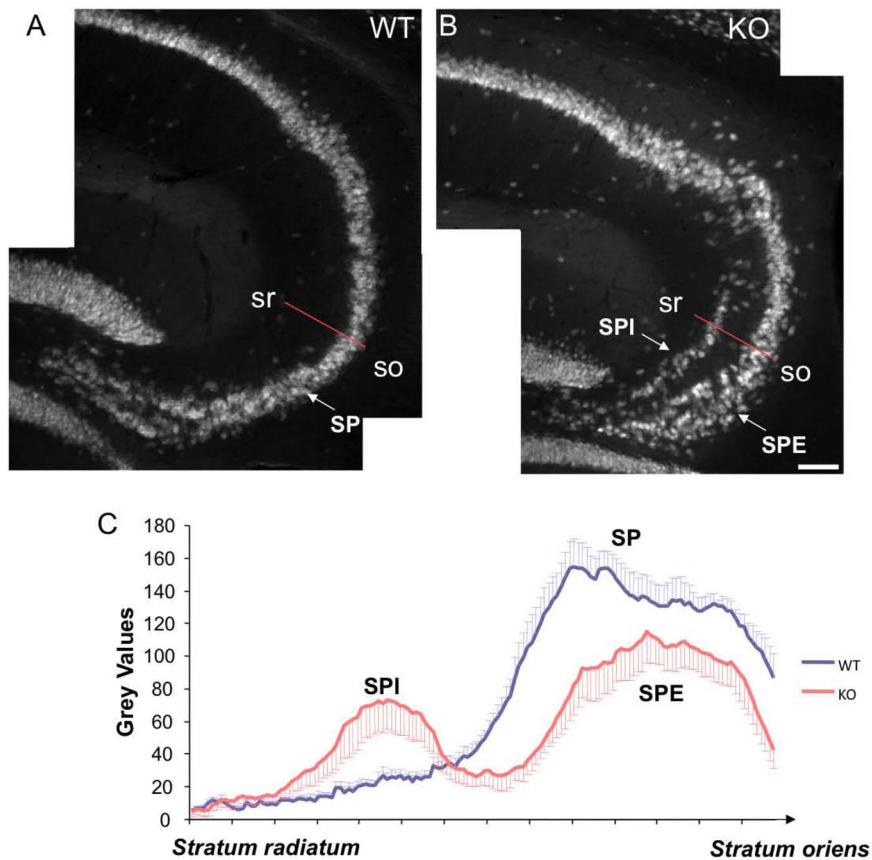 A WT
B KO
sr
so
SP
sr
SPI
so
SPE
C
180
160
140
120
100
80
60
40
20
0
Grey Values
SPI
SP
SPE
WT
KO
Stratum radiatum
Stratum oriens